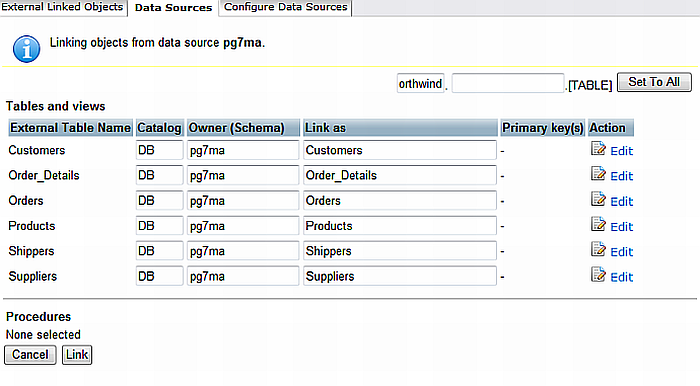 External Linked Objects Data Sources Configure Data Sources
Linking objects from data source pg7ma.
orthwind . .[TABLE] Set To All
Tables and views
External Table Name Catalog Owner (Schema) Link as Primary key(s) Action
Customers DB pg7ma Customers - Edit
Order_Details DB pg7ma Order_Details - Edit
Orders DB pg7ma Orders - Edit
Products DB pg7ma Products - Edit
Shippers DB pg7ma Shippers - Edit
Suppliers DB pg7ma Suppliers - Edit
Procedures
None selected
Cancel Link